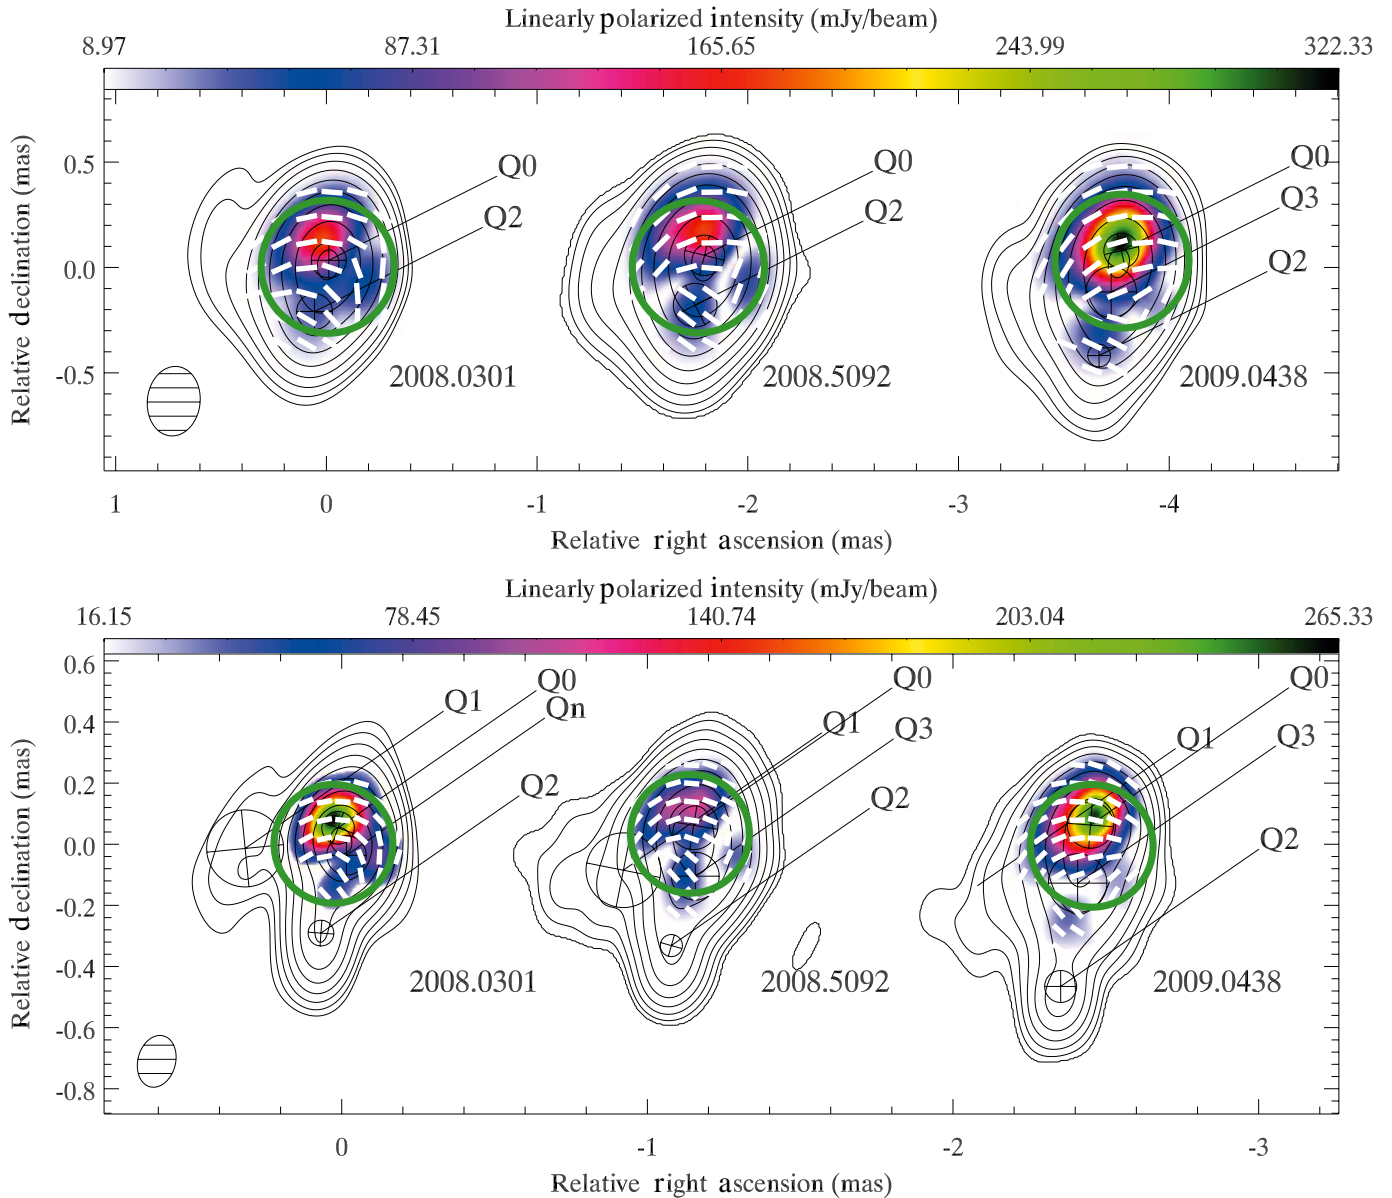 Linearly polarized intensity (mJy/beam)
8.97 87.31 165.65 243.99 322.33
Relative declination (mas)
0.5
0.0
-0.5
Q0
Q2
Q0
Q2
Q0
Q3
Q2
2008.0301 2008.5092 2009.0438
1 0 -1 -2 -3 -4
Relative right ascension (mas)
Linearly polarized intensity (mJy/beam)
16.15 78.45 140.74 203.04 265.33
Relative declination (mas)
0.6
0.4
0.2
0.0
-0.2
-0.4
-0.6
-0.8
Q1
Q0
Qn
Q2
Q0
Q1
Q3
Q2
Q0
Q1
Q3
Q2
2008.0301 2008.5092 2009.0438
0 -1 -2 -3
Relative right ascension (mas)